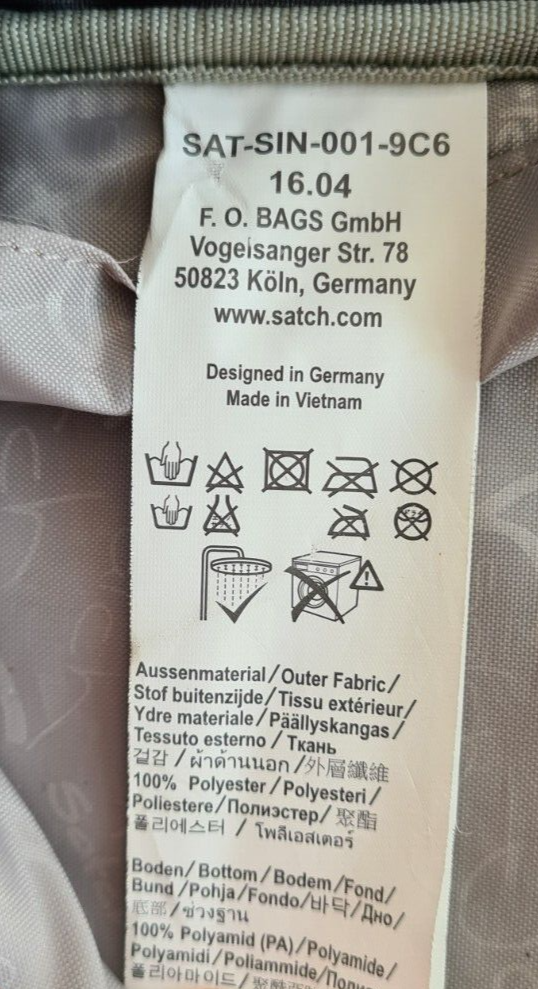 SAT-SIN-001-9C6
16.04
F. O. BAGS GmbH
Vogelsanger Str. 78
50823 Köln, Germany
www.satch.com
Designed in Germany
Made in Vietnam
Aussenmaterial/Outer Fabric/
Stof buitenzijde/Tissu extérieur/
Ydre materiale/Päällyskangas/
Tessuto esterno / Ткань
겉감 / ผ้าด้านนอก /外層纖維
100% Polyester/Polyesteri/
Poliestere/Полиэстер/ 聚酯
폴리에스터 / โพลีเอสเตอร์
Boden/Bottom/Bodem/Fond/
Bund/Pohja/Fondo/바닥/Дно/
底部/ช่วงฐาน
100% Polyamid (PA)/Polyamide/
Polyamidi/Poliammide/
폴리아마이드/